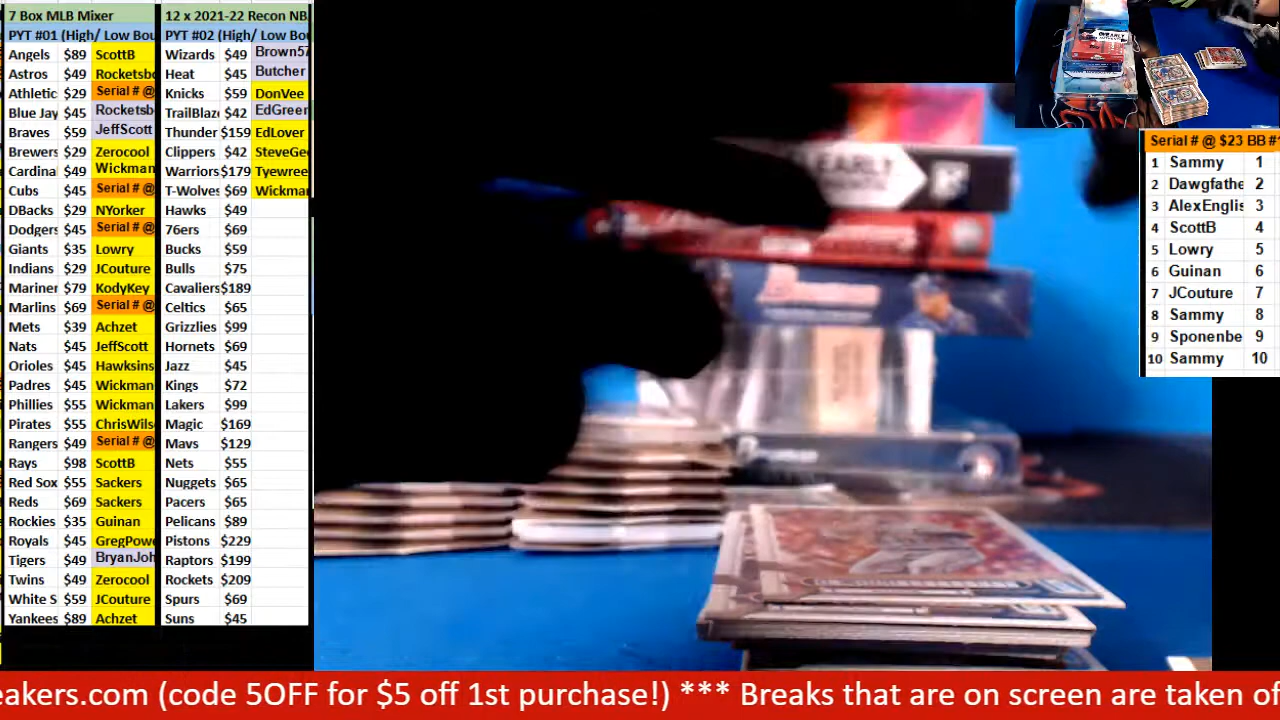 7 Box MLB Mixer
PYT #01 (High/ Low Bou
Angels $89 ScottB
Astros $49 Rocketsbo
Athletic $29 Serial # @
Blue Jay $45 Rocketsb
Braves $59 JeffScott
Brewers $29 Zerocool
Cardina $49 Wickman
Cubs $45 Serial # @
DBacks $29 NYorker
Dodgers $45 Serial # @
Giants $35 Lowry
Indians $29 JCouture
Mariner $79 KodyKey
Marlins $69 Serial # @
Mets $39 Achzet
Nats $45 JeffScott
Orioles $45 Hawksins
Padres $45 Wickman
Phillies $55 Wickman
Pirates $55 ChrisWils
Rangers $49 Serial # @
Rays $98 ScottB
Red Sox $55 Sackers
Reds $69 Sackers
Rockies $35 Guinan
Royals $45 GregPow
Tigers $49 BryanJoh
Twins $49 Zerocool
White S $59 JCouture
Yankees $89 Achzet
12 x 2021-22 Recon NB
PYT #02 (High/ Low Bou
Wizards $49 Brown57
Heat $45 Butcher
Knicks $59 DonVee
TrailBlaz $42 EdGreen
Thunder $159 EdLover
Clippers $42 SteveGe
Warriors $179 Tyewree
T-Wolves $69 Wickma
Hawks $49
76ers $69
Bucks $59
Bulls $75
Cavaliers $189
Celtics $65
Grizzlies $99
Hornets $69
Jazz $45
Kings $72
Lakers $99
Magic $169
Mavs $129
Nets $55
Nuggets $65
Pacers $65
Pelicans $89
Pistons $229
Raptors $199
Rockets $209
Spurs $69
Suns $45
EARLY
Serial # @ $23 BB #
1 Sammy 1
2 Dawgfathe 2
3 AlexEnglis 3
4 ScottB 4
5 Lowry 5
6 Guinan 6
7 JCouture 7
8 Sammy 8
9 Sponenbe 9
10 Sammy 10
eakers.com (code 5OFF for $5 off 1st purchase!) *** Breaks that are on screen are taken of